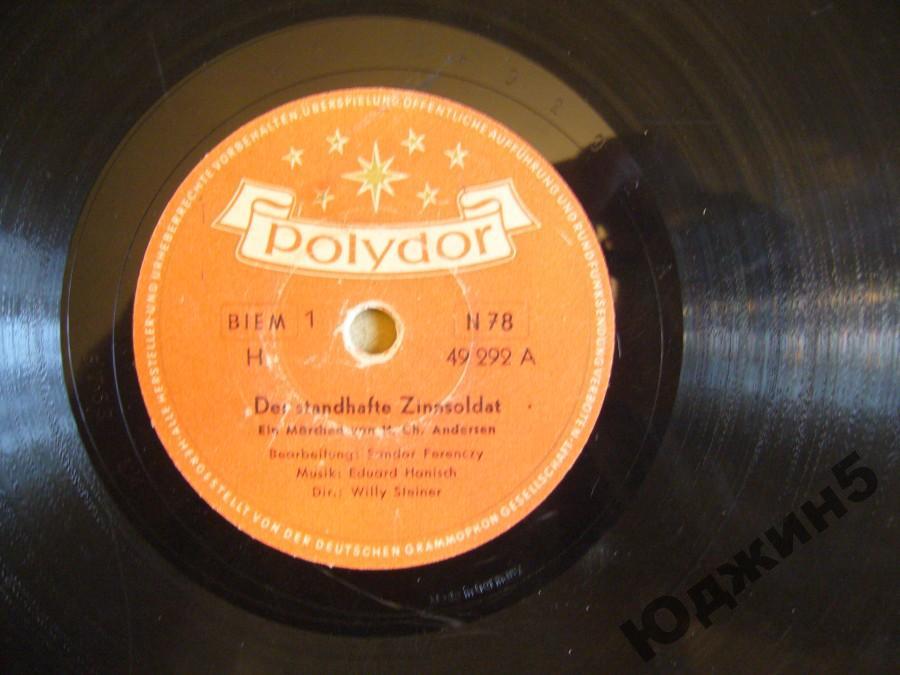 HERGESTELLT VON DER DEUTSCHEN GRAMMOPHON GESELLSCHAFT · ALLE HERSTELLER- UND URHEBERRECHTE VORBEHALTEN. ÜBERSPIELUNG, ÖFFENTLICHE AUFFÜHRUNG UND RUNDFUNKSENDUNG VERBOTEN.
Polydor
BIEM 1 N 78
H 49 292 A
Der standhafte Zinnsoldat
Ein Märchen von H. Ch. Andersen
Bearbeitung: Sandor Ferenczy
Musik: Eduard Hanisch
Dir.: Willy Steiner
Юджин5